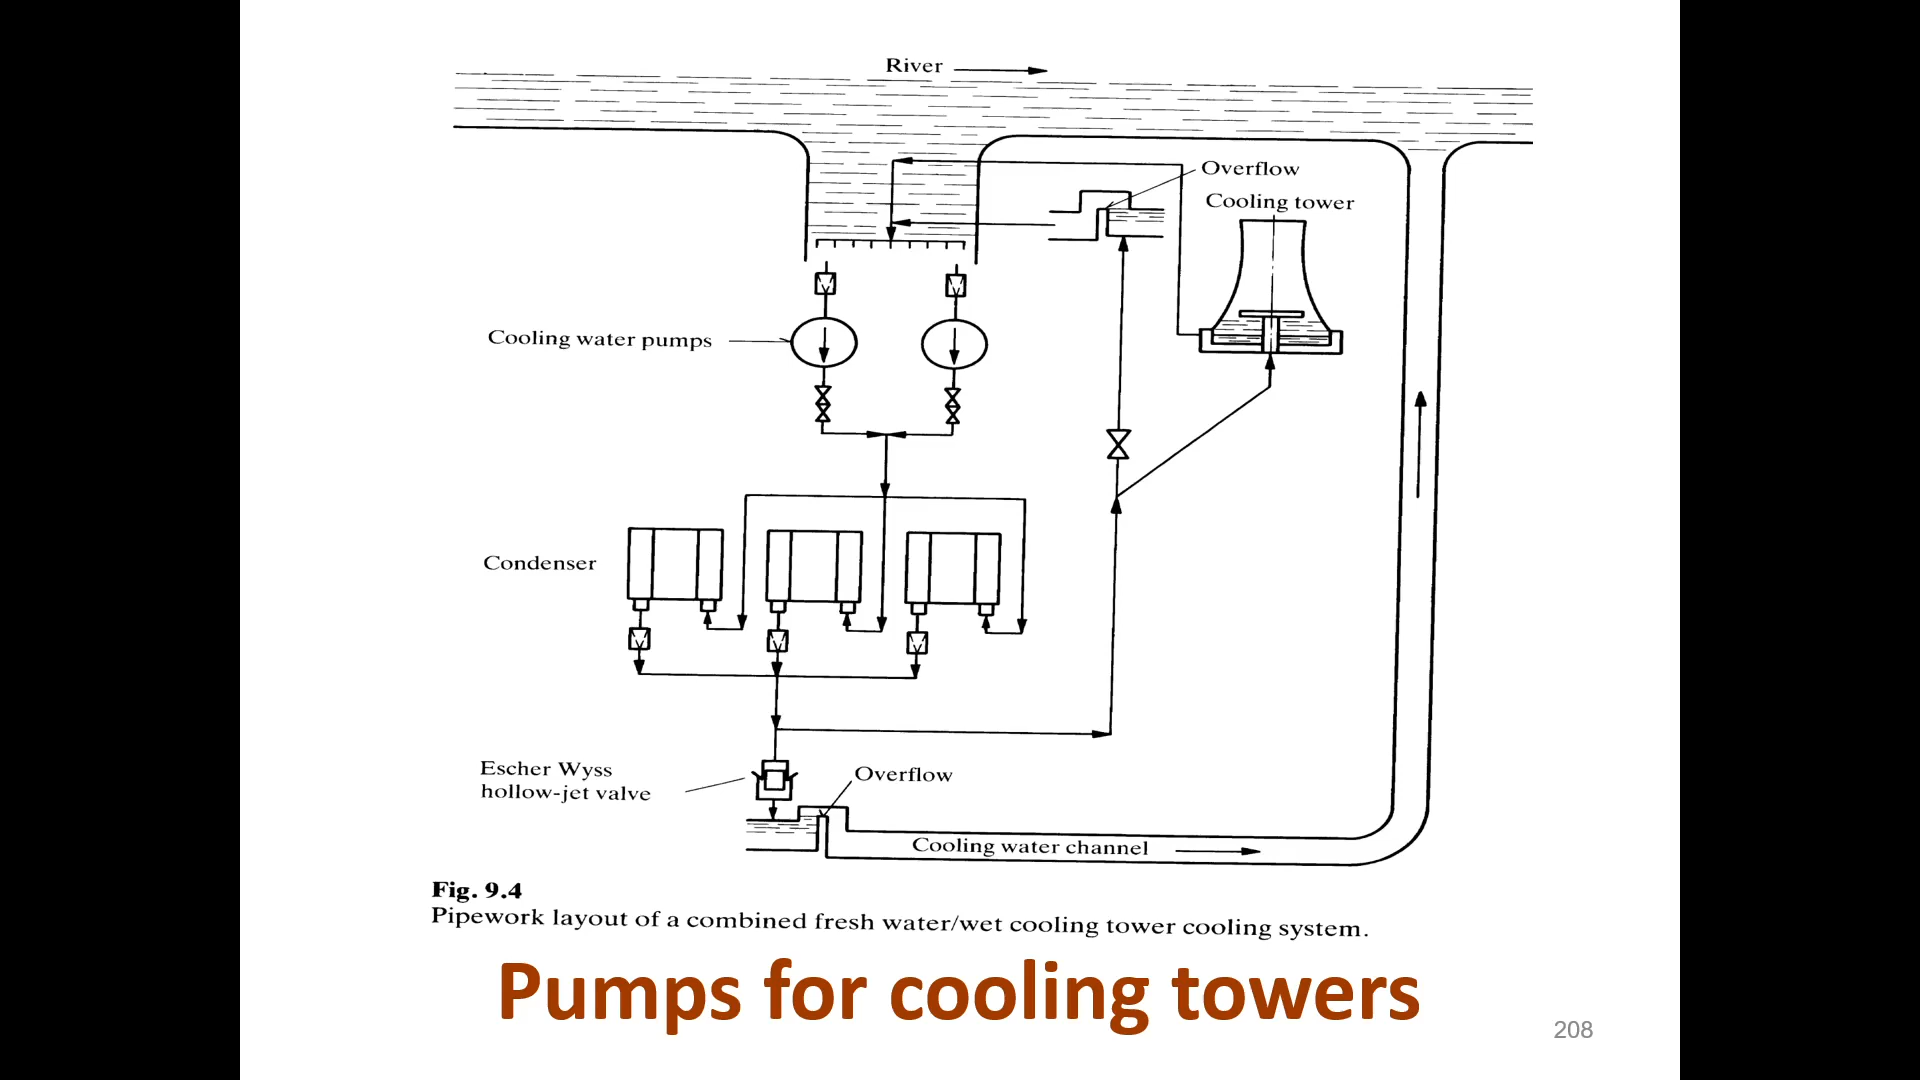 River
Overflow
Cooling tower
Cooling water pumps
Condenser
Escher Wyss
hollow-jet valve
Overflow
Cooling water channel
Fig. 9.4
Pipework layout of a combined fresh water/wet cooling tower cooling system.
Pumps for cooling towers
208